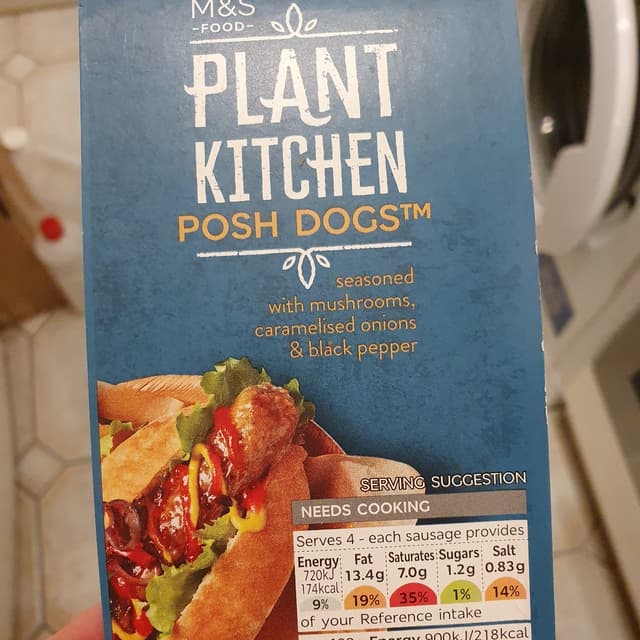 M&S
-FOOD-
PLANT
KITCHEN
POSH DOGS™
seasoned
with mushrooms,
caramelised onions
& black pepper
SERVING SUGGESTION
NEEDS COOKING
Serves 4 - each sausage provides
Energy Fat Saturates Sugars Salt
720kJ 13.4g 7.0g 1.2g 0.83g
174kcal
9% 19% 35% 1% 14%
of your Reference intake
Energy 900kJ/218kcal